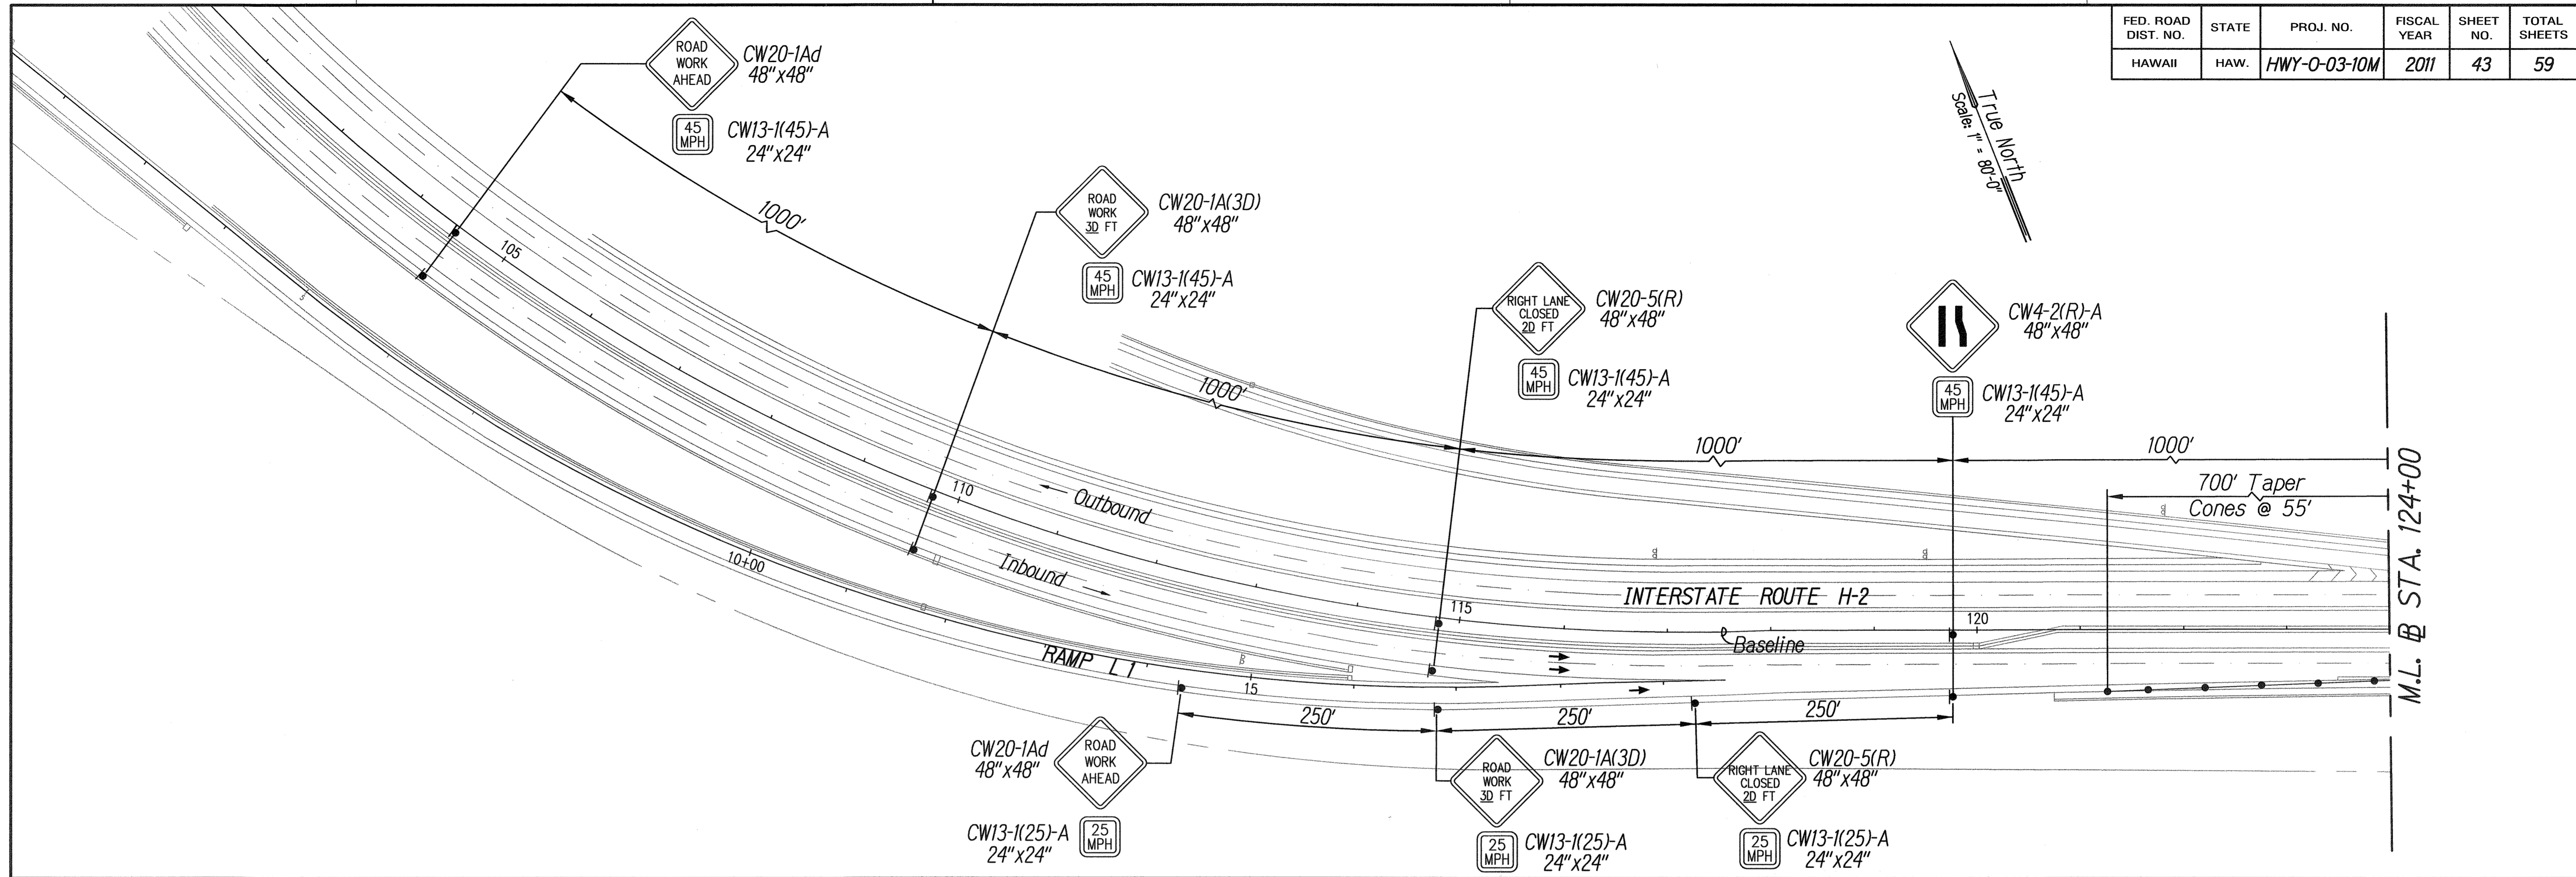 FED. ROAD DIST. NO.
STATE
PROJ. NO.
FISCAL YEAR
SHEET NO.
TOTAL SHEETS
HAWAII
HAW.
HWY-O-03-10M
2011
43
59
True North
Scale: 1" = 80'-0"
ROAD
WORK
AHEAD
CW20-1Ad
48"x48"
45
MPH
CW13-1(45)-A
24"x24"
1000'
ROAD
WORK
3D FT
CW20-1A(3D)
48"x48"
45
MPH
CW13-1(45)-A
24"x24"
1000'
RIGHT LANE
CLOSED
2D FT
CW20-5(R)
48"x48"
45
MPH
CW13-1(45)-A
24"x24"
CW4-2(R)-A
48"x48"
45
MPH
CW13-1(45)-A
24"x24"
1000'
1000'
700' Taper
Cones @ 55'
M.L. BL STA. 124+00
105
110
115
120
Outbound
Inbound
INTERSTATE ROUTE H-2
Baseline
10+00
RAMP L1
15
250'
250'
250'
CW20-1Ad
48"x48"
ROAD
WORK
AHEAD
CW13-1(25)-A
24"x24"
25
MPH
ROAD
WORK
3D FT
CW20-1A(3D)
48"x48"
25
MPH
CW13-1(25)-A
24"x24"
RIGHT LANE
CLOSED
2D FT
CW20-5(R)
48"x48"
25
MPH
CW13-1(25)-A
24"x24"